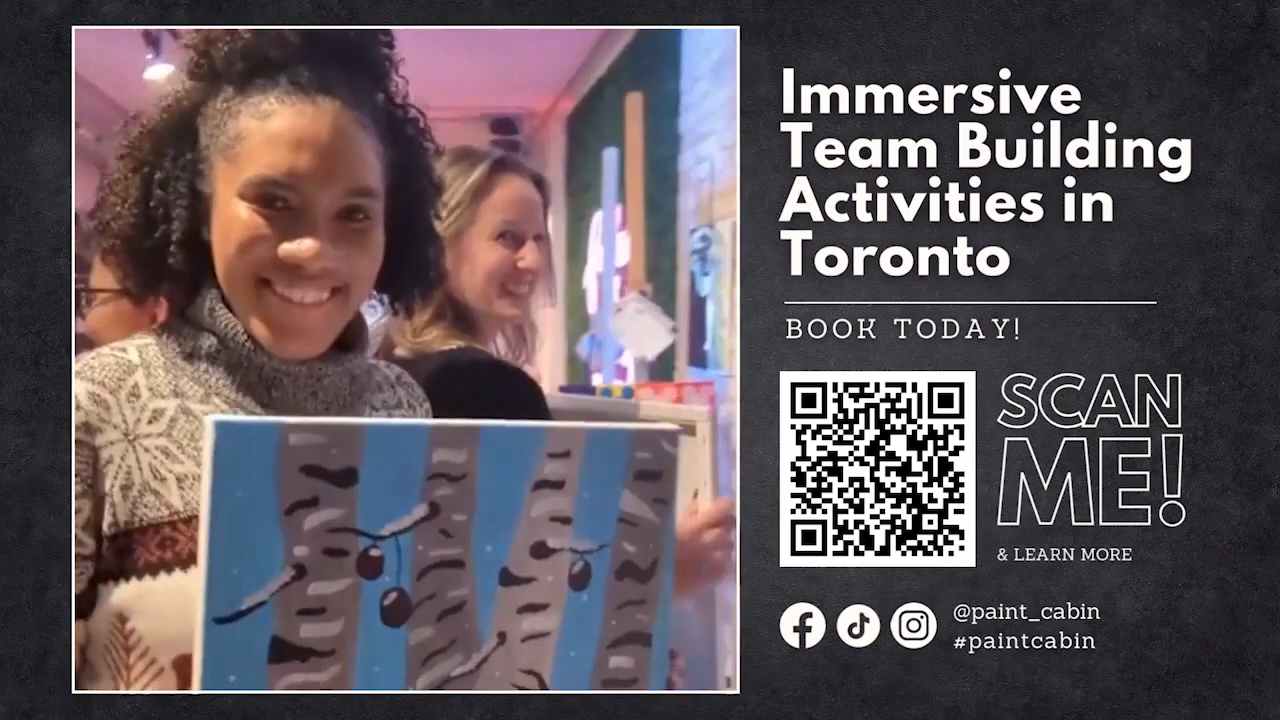 Immersive
Team Building
Activities in
Toronto
BOOK TODAY!
SCAN
ME!
& LEARN MORE
@paint_cabin
#paintcabin